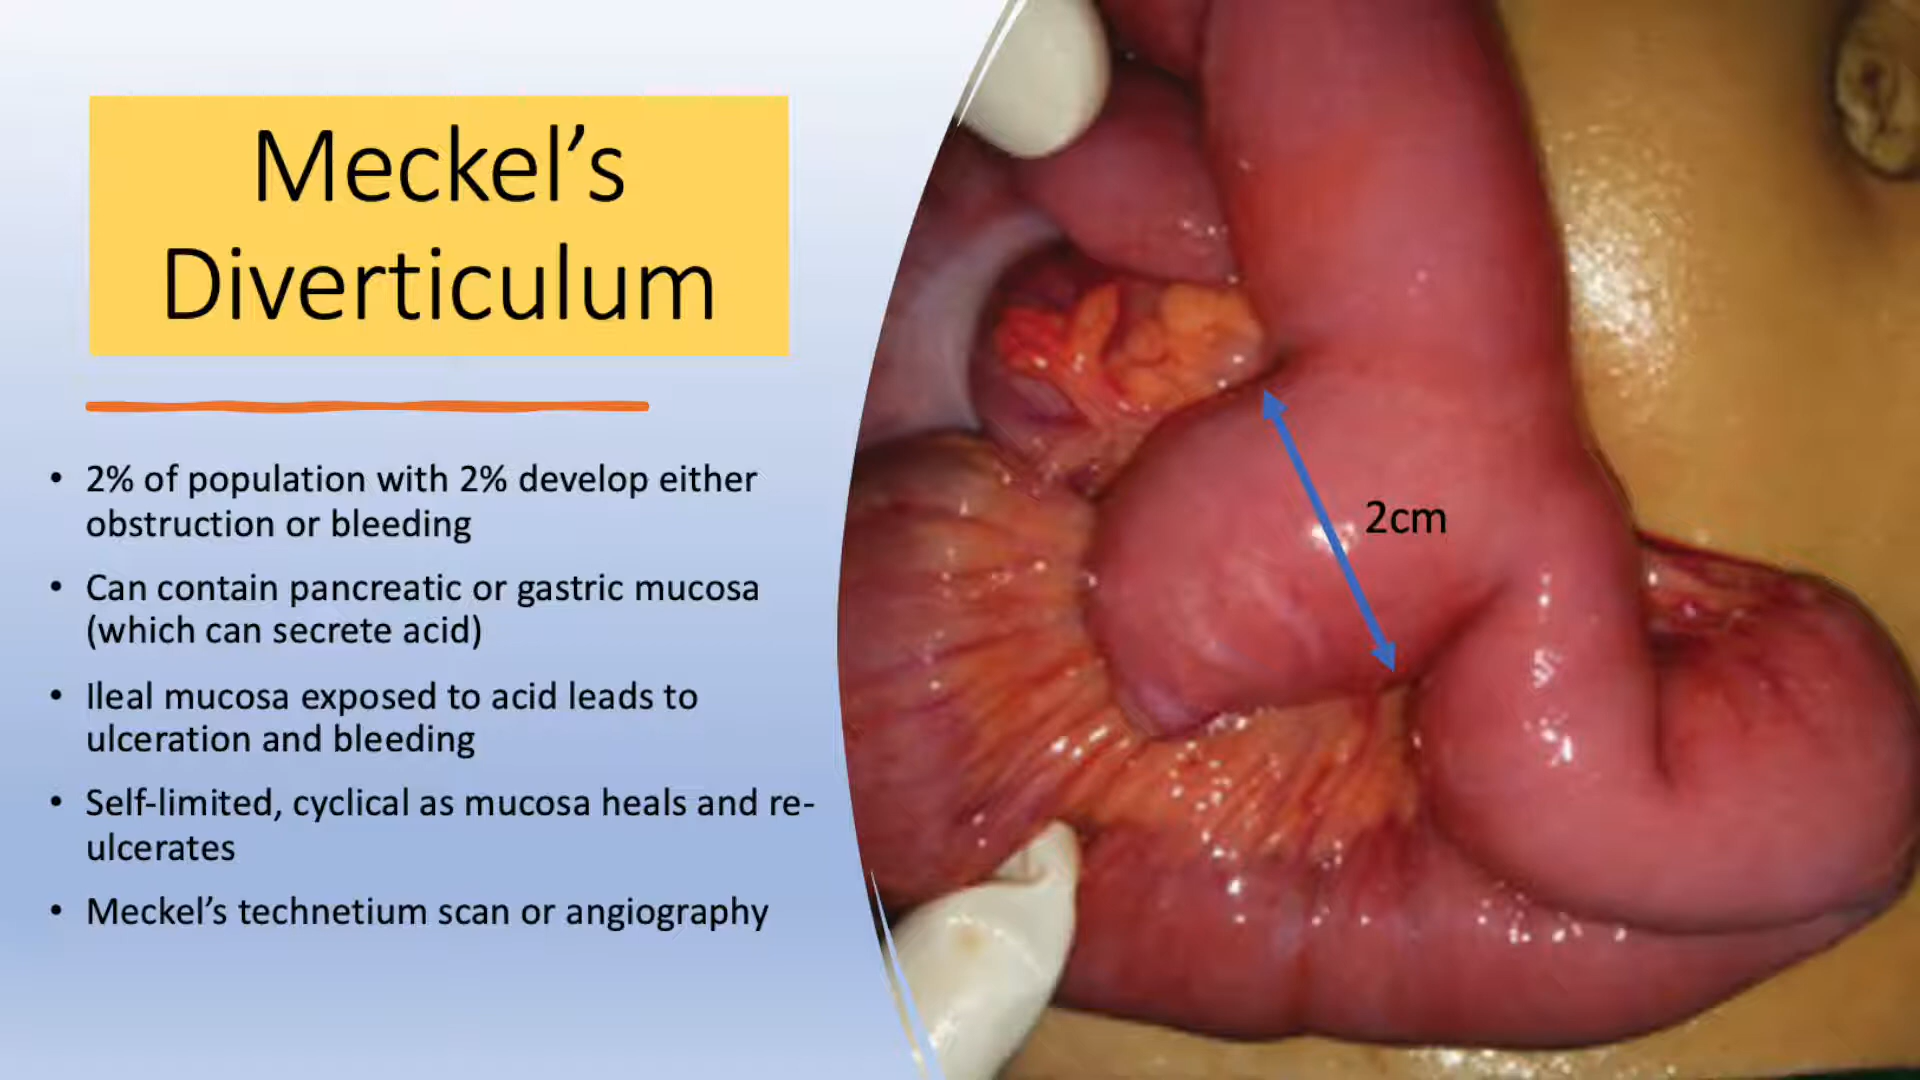 Meckel’s
Diverticulum
• 2% of population with 2% develop either
obstruction or bleeding
• Can contain pancreatic or gastric mucosa
(which can secrete acid)
• Ileal mucosa exposed to acid leads to
ulceration and bleeding
• Self-limited, cyclical as mucosa heals and re-
ulcerates
• Meckel’s technetium scan or angiography
2cm